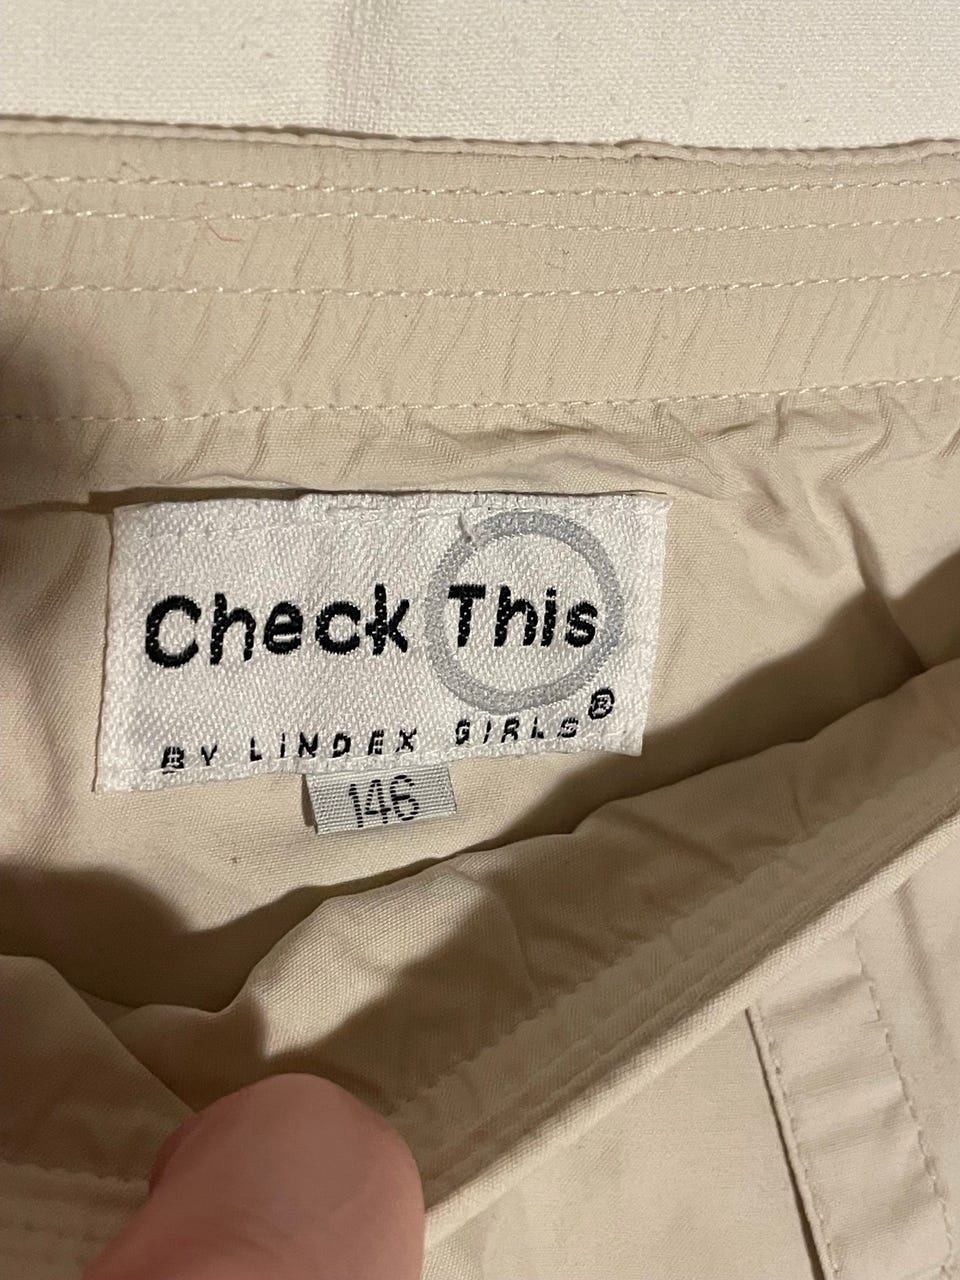 Check This
BY LINDEX GIRLS®
146